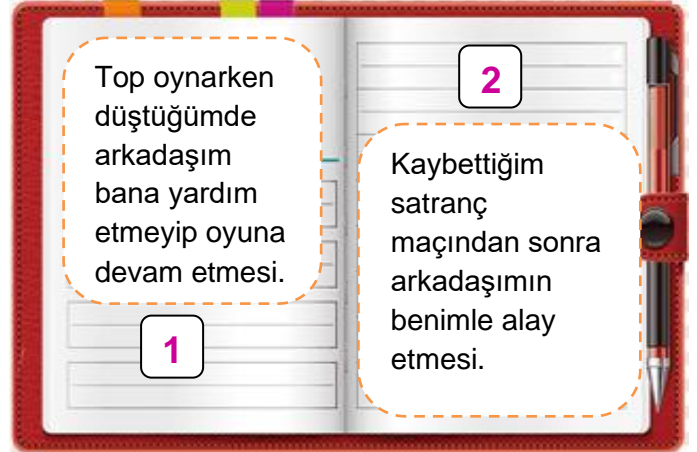 Top oynarken
düştüğümde
arkadaşım
bana yardım
etmeyip oyuna
devam etmesi.
1
2
Kaybettiğim
satranç
maçından sonra
arkadaşımın
benimle alay
etmesi.